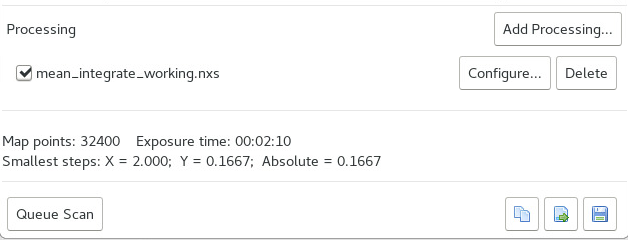 Processing
Add Processing...
mean_integrate_working.nxs
Configure...
Delete
Map points: 32400 Exposure time: 00:02:10
Smallest steps: X = 2.000; Y = 0.1667; Absolute = 0.1667
Queue Scan